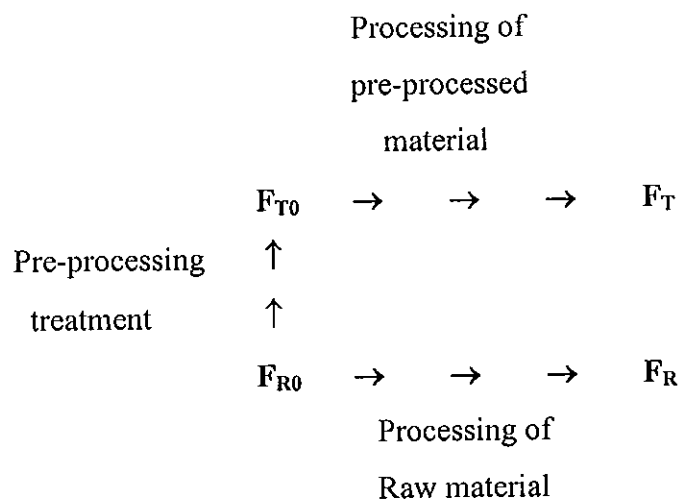 Processing of
pre-processed
material
F_T0 → → → F_T
Pre-processing ↑
treatment ↑
F_R0 → → → F_R
Processing of
Raw material